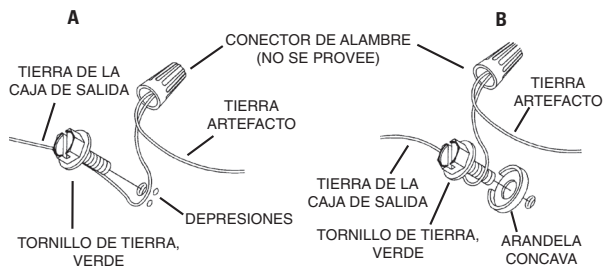 A
B
CONECTOR DE ALAMBRE
(NO SE PROVEE)
TIERRA DE LA
CAJA DE SALIDA
TIERRA
ARTEFACTO
DEPRESIONES
TORNILLO DE TIERRA,
VERDE
TIERRA
ARTEFACTO
TIERRA DE LA
CAJA DE SALIDA
TORNILLO DE TIERRA,
VERDE
ARANDELA
CONCAVA